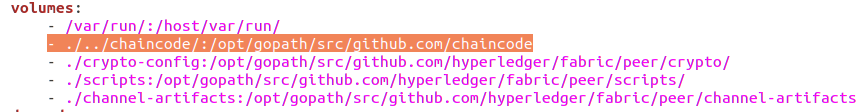 volumes:
- /var/run/:/host/var/run/
- ./../chaincode/:/opt/gopath/src/github.com/chaincode
- ./crypto-config:/opt/gopath/src/github.com/hyperledger/fabric/peer/crypto/
- ./scripts:/opt/gopath/src/github.com/hyperledger/fabric/peer/scripts/
- ./channel-artifacts:/opt/gopath/src/github.com/hyperledger/fabric/peer/channel-artifacts